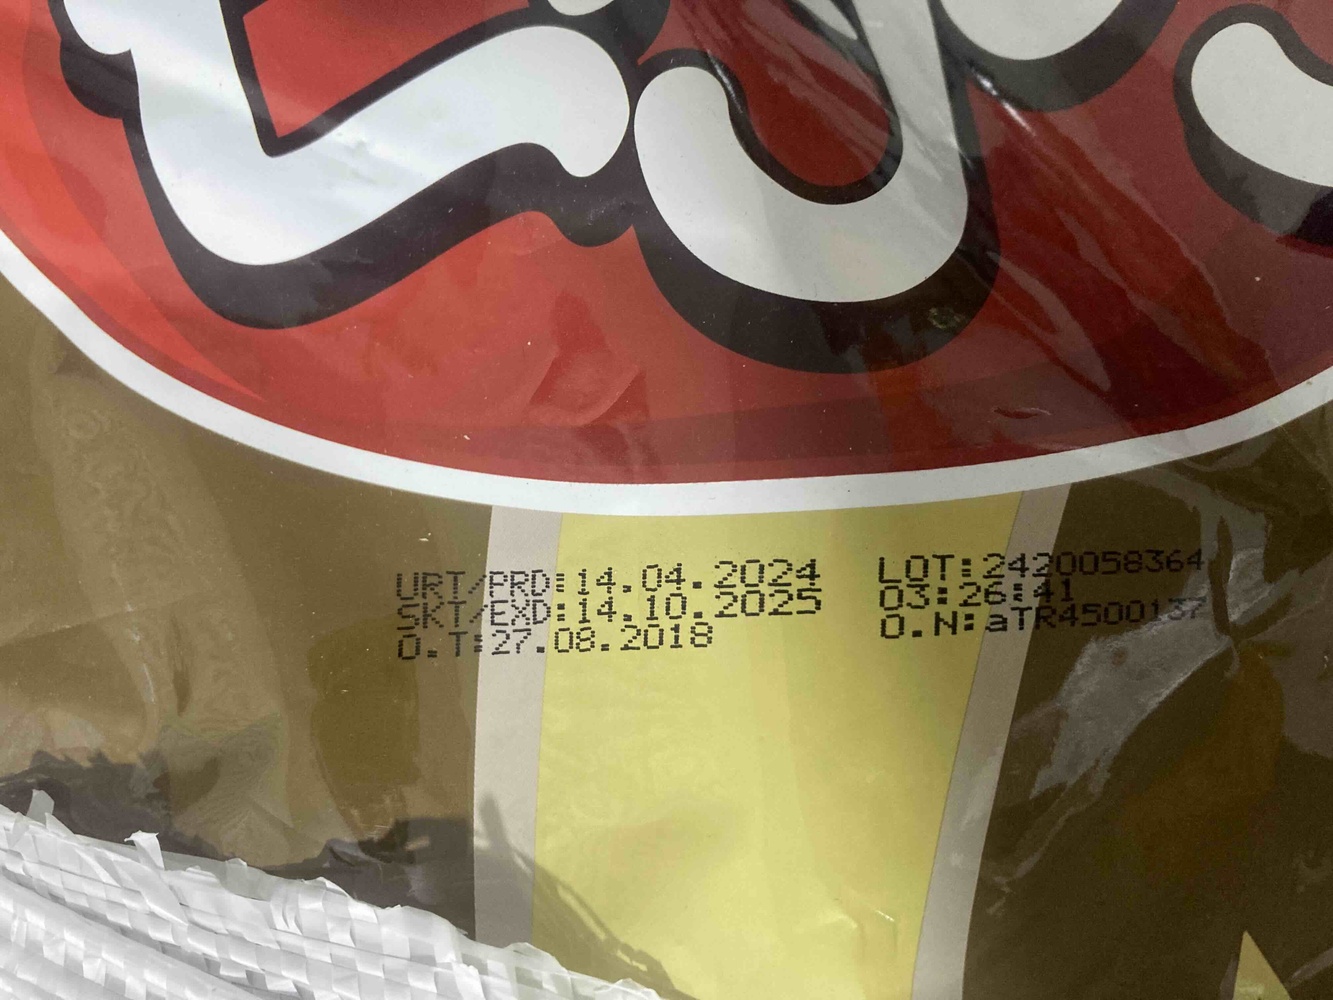 URT/PRD:14.04.2024 LOT:2420058364
SKT/EXD:14.10.2025 03:26:41
O.T:27.08.2018 O.N:aTR4500137